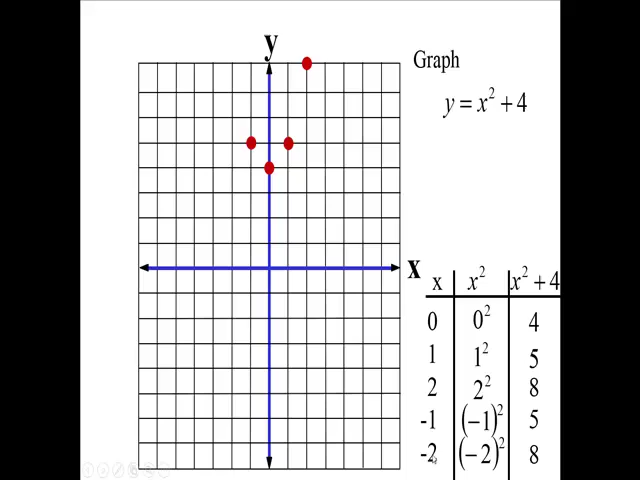 y
Graph
y = x² + 4
x
x x² x² + 4
0 0² 4
1 1² 5
2 2² 8
-1 (−1)² 5
-2 (−2)² 8